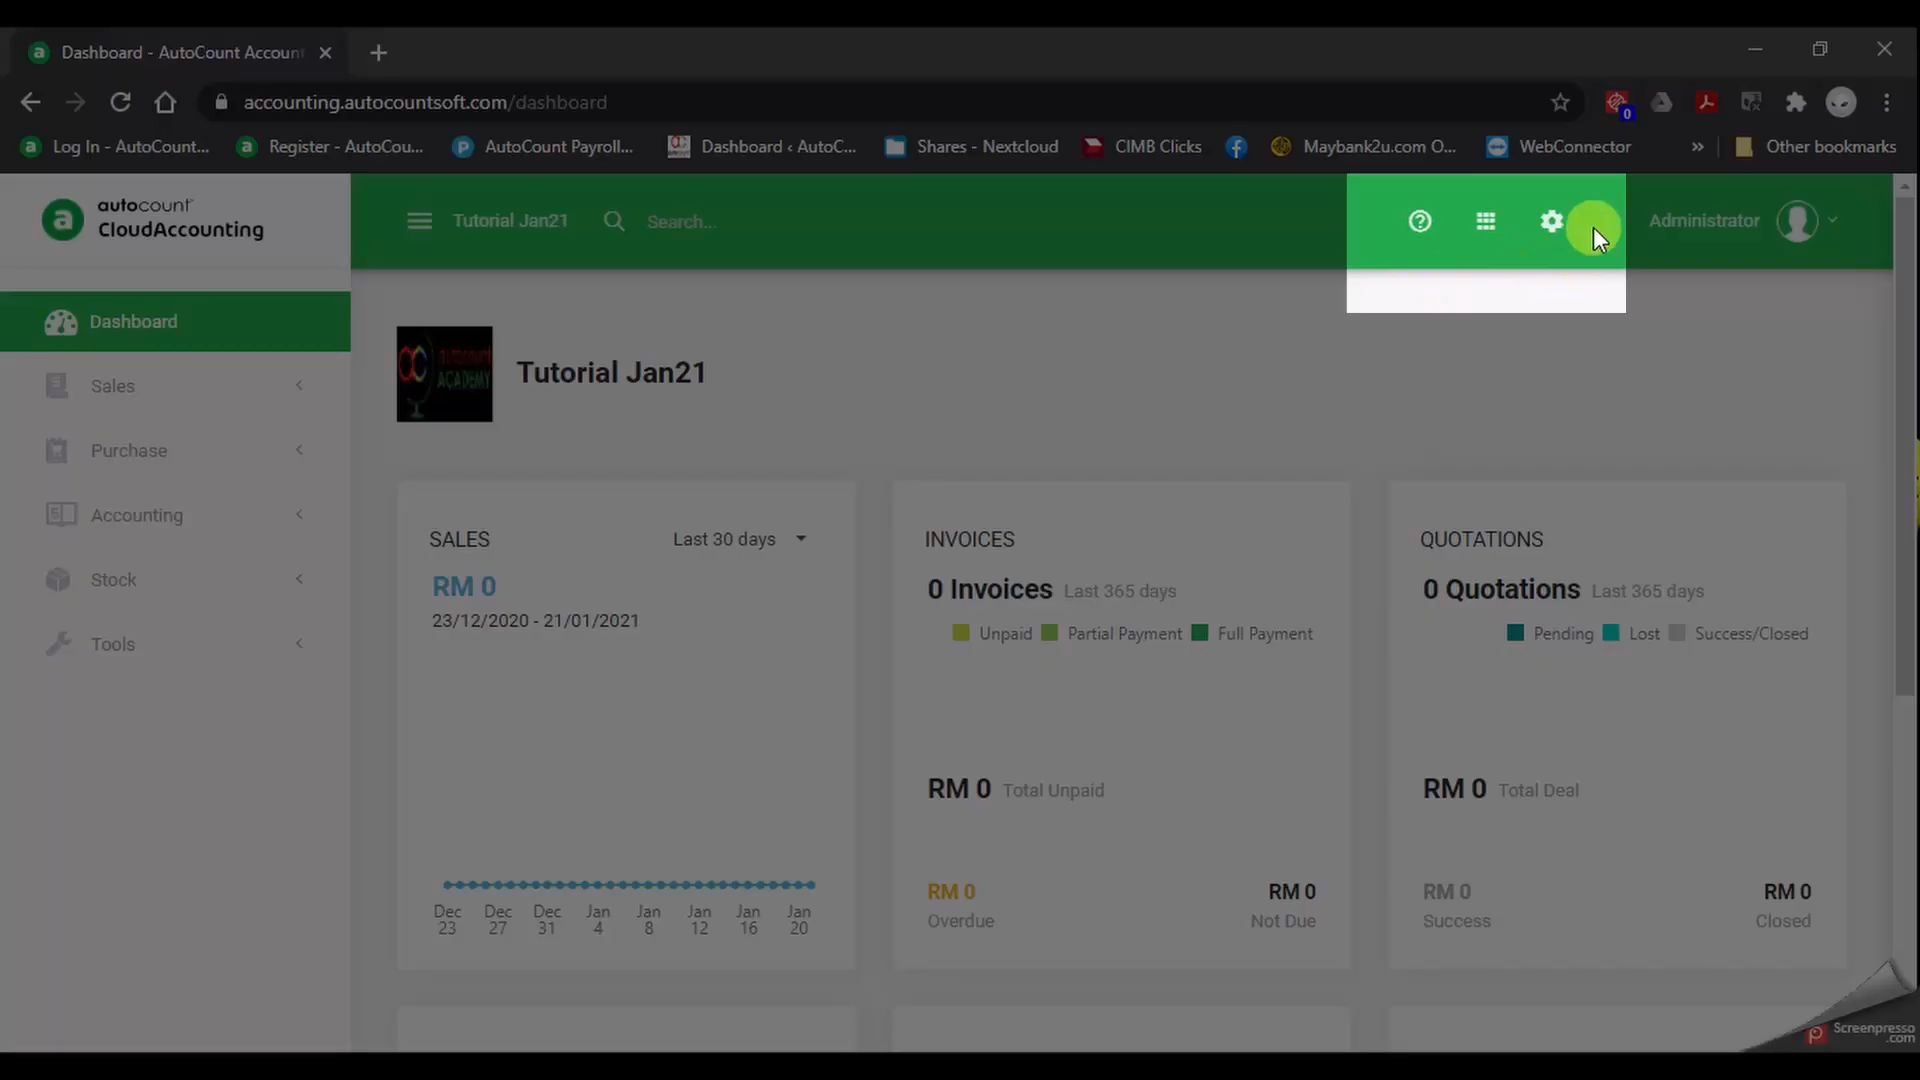 Dashboard - AutoCount Account
accounting.autocountsoft.com/dashboard
0
Log In - AutoCount...
Register - AutoCou...
AutoCount Payroll...
Dashboard ‹ AutoC...
Shares - Nextcloud
CIMB Clicks
Maybank2u.com O...
WebConnector
»
Other bookmarks
autocount
CloudAccounting
Tutorial Jan21
Search...
Administrator
Dashboard
Sales
Purchase
Accounting
Stock
Tools
ACADEMY
Tutorial Jan21
SALES
Last 30 days
RM 0
23/12/2020 - 21/01/2021
Dec 23
Dec 27
Dec 31
Jan 4
Jan 8
Jan 12
Jan 16
Jan 20
INVOICES
0 Invoices Last 365 days
Unpaid Partial Payment Full Payment
RM 0 Total Unpaid
RM 0
Overdue
RM 0
Not Due
QUOTATIONS
0 Quotations Last 365 days
Pending Lost Success/Closed
RM 0 Total Deal
RM 0
Success
RM 0
Closed
Screenpresso
.com